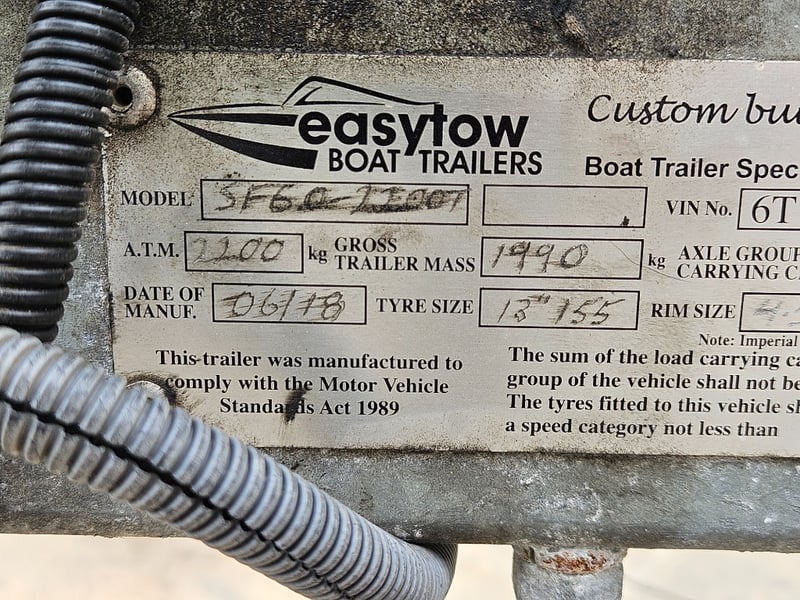 easytow
BOAT TRAILERS
Custom bu
Boat Trailer Spec
MODEL SF60-2200T VIN No. 6T
A.T.M. 2200 kg GROSS TRAILER MASS 1990 kg AXLE GROUP CARRYING C
DATE OF MANUF. 06/18 TYRE SIZE 13" 155 RIM SIZE
Note: Imperial
This trailer was manufactured to
comply with the Motor Vehicle
Standards Act 1989
The sum of the load carrying ca
group of the vehicle shall not be
The tyres fitted to this vehicle sh
a speed category not less than